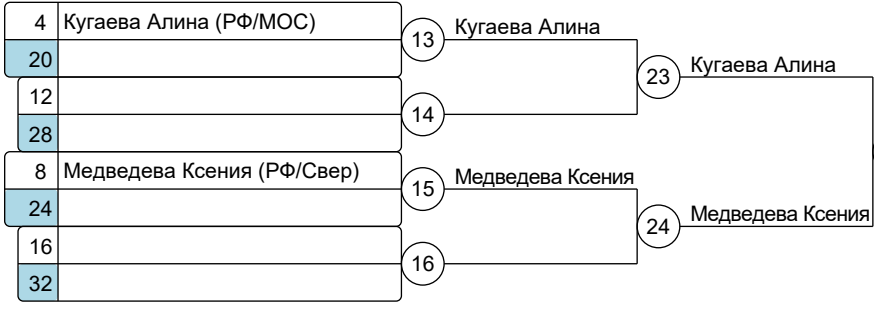 4 Кугаева Алина (РФ/МОС)
13 Кугаева Алина
20
23 Кугаева Алина
12
14
28
8 Медведева Ксения (РФ/Свер)
15 Медведева Ксения
24
24 Медведева Ксения
16
16
32